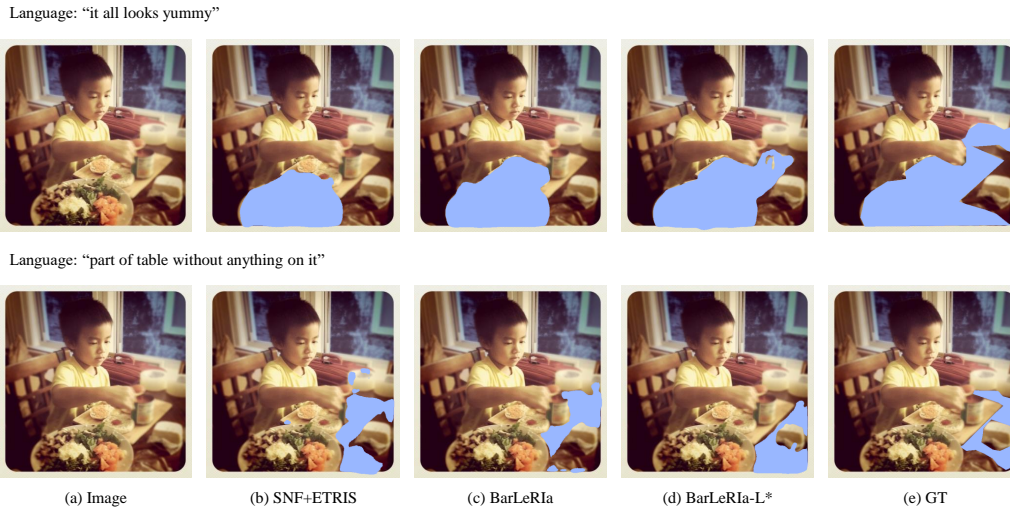 Language: “it all looks yummy”
Language: “part of table without anything on it”
(a) Image
(b) SNF+ETRIS
(c) BarLeRIa
(d) BarLeRIa-L*
(e) GT